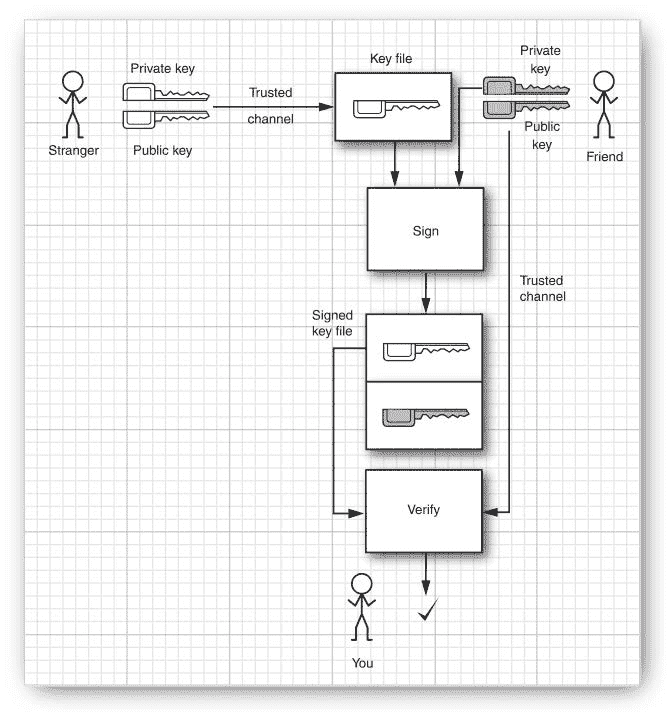 Private key
Trusted
channel
Stranger
Public key
Key file
Private
key
Public
key
Friend
Sign
Trusted
channel
Signed
key file
Verify
You